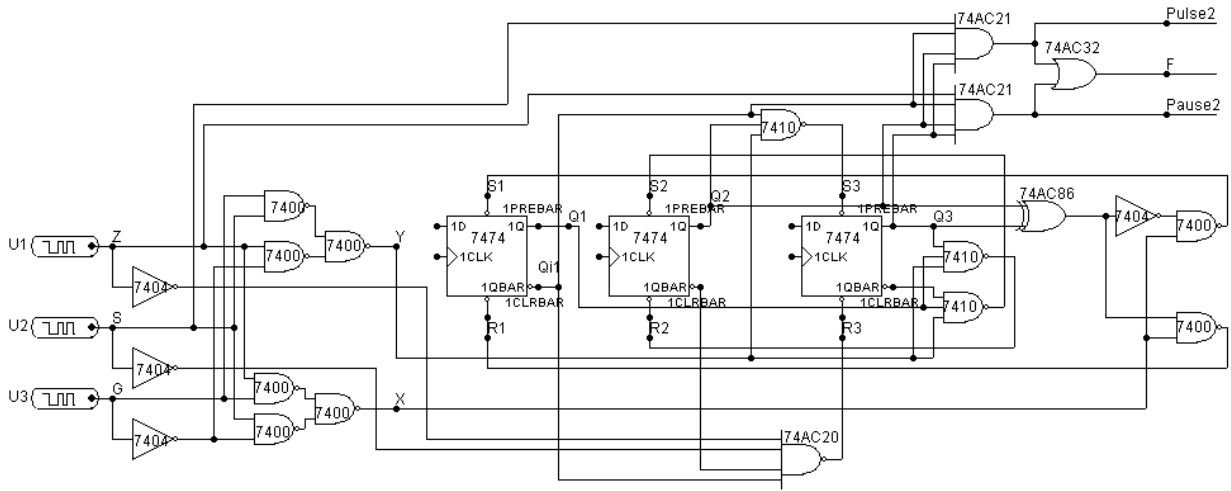 74AC21
Pulse2
74AC32
F
74AC21
Pause2
7410
S1
S2
Q2
S3
74AC86
7400
1PREBAR
1PREBAR
1PREBAR
7404
7400
U1
Z
7400
7400
Y
1D
1Q
Q1
1D
1Q
1D
1Q
Q3
7474
7474
7474
1CLK
1CLK
1CLK
7410
7404
Qi1
1QBAR
1QBAR
1QBAR
1CLRBAR
1CLRBAR
1CLRBAR
7410
U2
S
R1
R2
R3
7400
7404
U3
G
7400
7400
X
7404
7400
74AC20